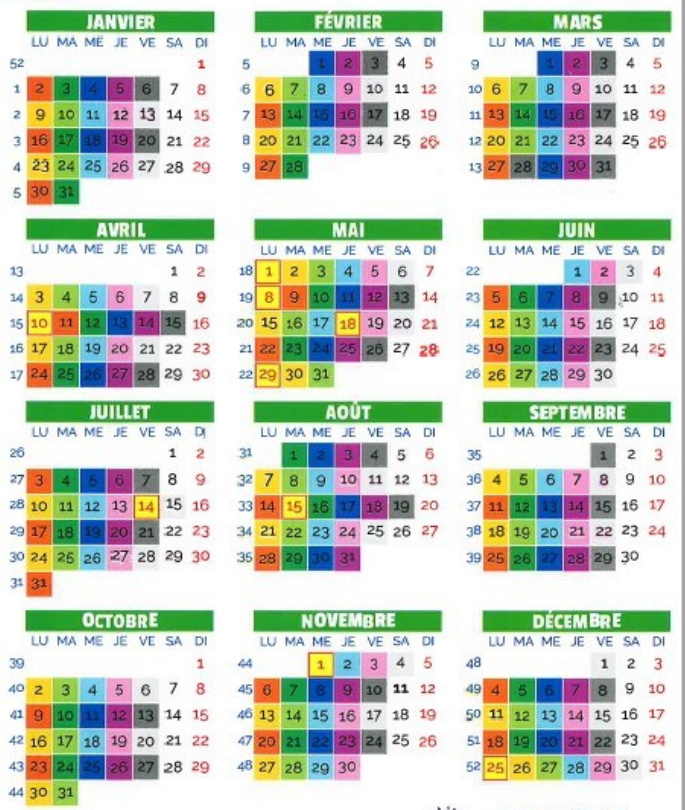 JANVIER
LU MA ME JE VE SA DI
52 1
1 2 3 4 5 6 7 8
2 9 10 11 12 13 14 15
3 16 17 18 19 20 21 22
4 23 24 25 26 27 28 29
5 30 31
FÉVRIER
LU MA ME JE VE SA DI
5 1 2 3 4 5
6 6 7 8 9 10 11 12
7 13 14 15 16 17 18 19
8 20 21 22 23 24 25 26
9 27 28
MARS
LU MA ME JE VE SA DI
9 1 2 3 4 5
10 6 7 8 9 10 11 12
11 13 14 15 16 17 18 19
12 20 21 22 23 24 25 26
13 27 28 29 30 31
AVRIL
LU MA ME JE VE SA DI
13 1 2
14 3 4 5 6 7 8 9
15 10 11 12 13 14 15 16
16 17 18 19 20 21 22 23
17 24 25 26 27 28 29 30
MAI
LU MA ME JE VE SA DI
18 1 2 3 4 5 6 7
19 8 9 10 11 12 13 14
20 15 16 17 18 19 20 21
21 22 23 24 25 26 27 28
22 29 30 31
JUIN
LU MA ME JE VE SA DI
22 1 2 3 4
23 5 6 7 8 9 10 11
24 12 13 14 15 16 17 18
25 19 20 21 22 23 24 25
26 26 27 28 29 30
JUILLET
LU MA ME JE VE SA DI
26 1 2
27 3 4 5 6 7 8 9
28 10 11 12 13 14 15 16
29 17 18 19 20 21 22 23
30 24 25 26 27 28 29 30
31 31
AOÛT
LU MA ME JE VE SA DI
31 1 2 3 4 5 6
32 7 8 9 10 11 12 13
33 14 15 16 17 18 19 20
34 21 22 23 24 25 26 27
35 28 29 30 31
SEPTEMBRE
LU MA ME JE VE SA DI
35 1 2 3
36 4 5 6 7 8 9 10
37 11 12 13 14 15 16 17
38 18 19 20 21 22 23 24
39 25 26 27 28 29 30
OCTOBRE
LU MA ME JE VE SA DI
39 1
40 2 3 4 5 6 7 8
41 9 10 11 12 13 14 15
42 16 17 18 19 20 21 22
43 23 24 25 26 27 28 29
44 30 31
NOVEMBRE
LU MA ME JE VE SA DI
44 1 2 3 4 5
45 6 7 8 9 10 11 12
46 13 14 15 16 17 18 19
47 20 21 22 23 24 25 26
48 27 28 29 30
DÉCEMBRE
LU MA ME JE VE SA DI
48 1 2 3
49 4 5 6 7 8 9 10
50 11 12 13 14 15 16 17
51 18 19 20 21 22 23 24
52 25 26 27 28 29 30 31